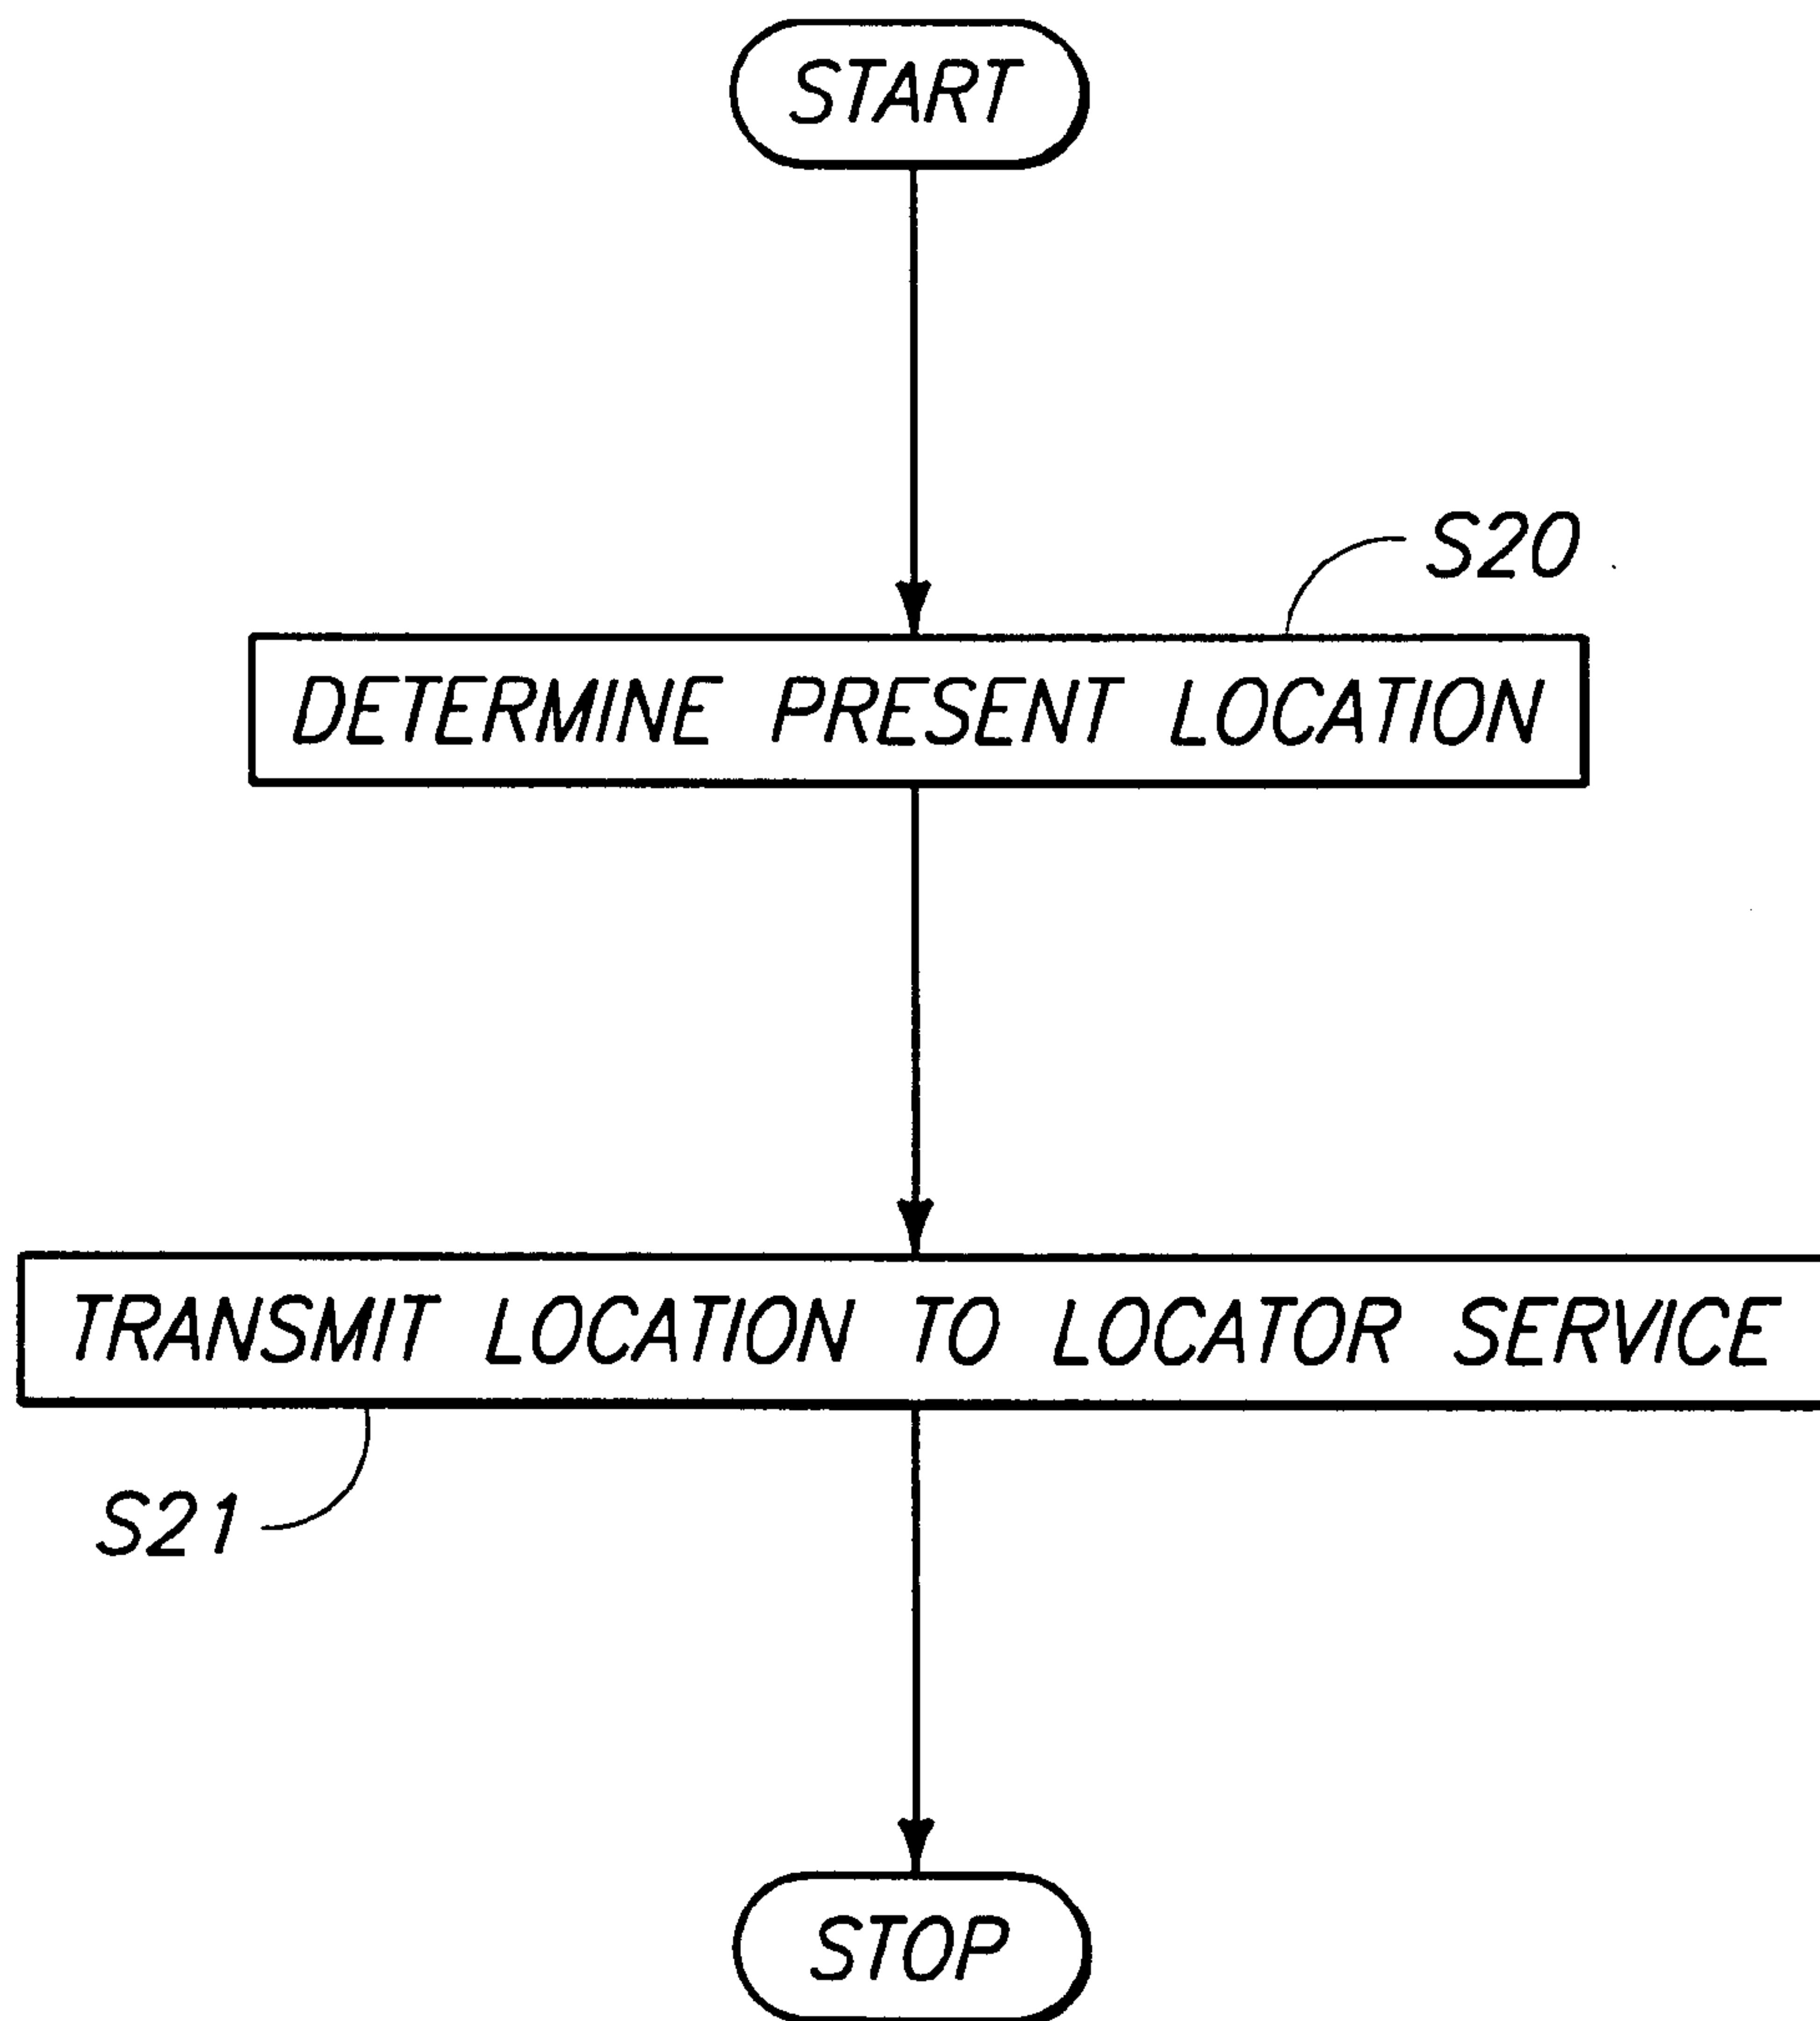 START
S20
DETERMINE PRESENT LOCATION
TRANSMIT LOCATION TO LOCATOR SERVICE
S21
STOP